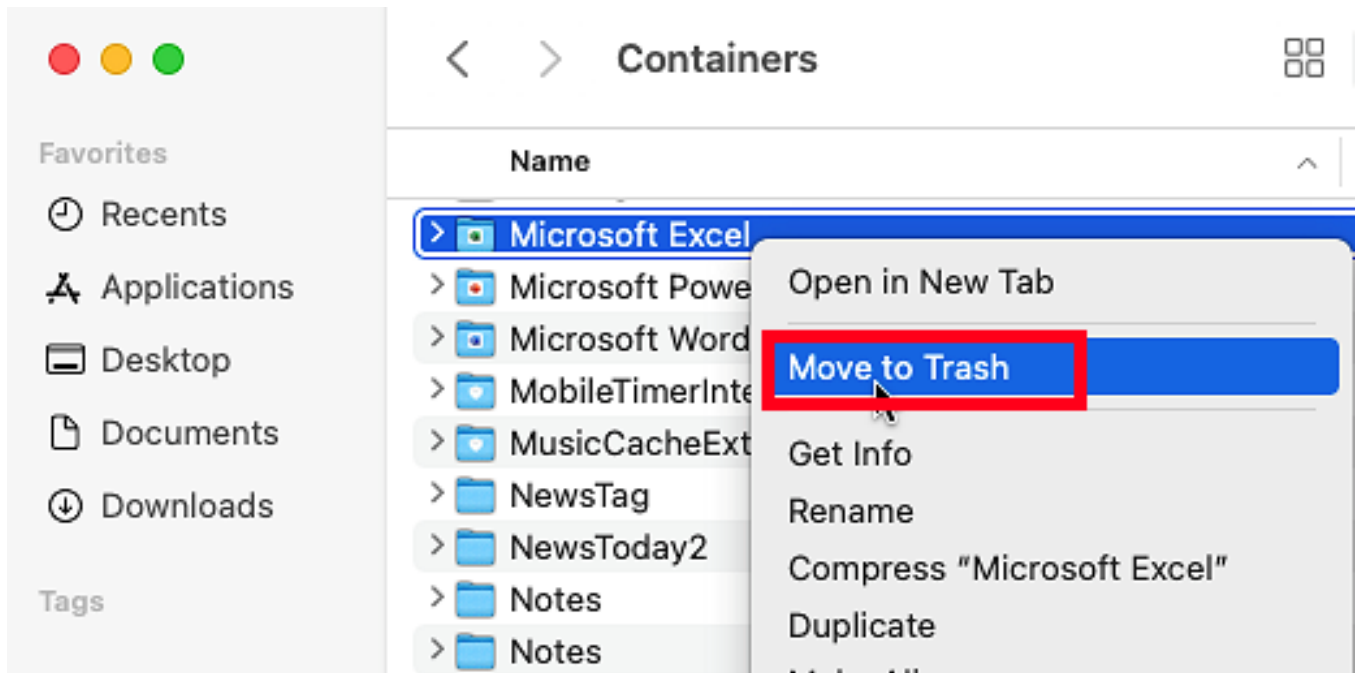 Containers
Favorites
Recents
Applications
Desktop
Documents
Downloads
Tags
Name
Microsoft Excel
Microsoft Powe
Microsoft Word
MobileTimerInte
MusicCacheExt
NewsTag
NewsToday2
Notes
Notes
Open in New Tab
Move to Trash
Get Info
Rename
Compress "Microsoft Excel"
Duplicate